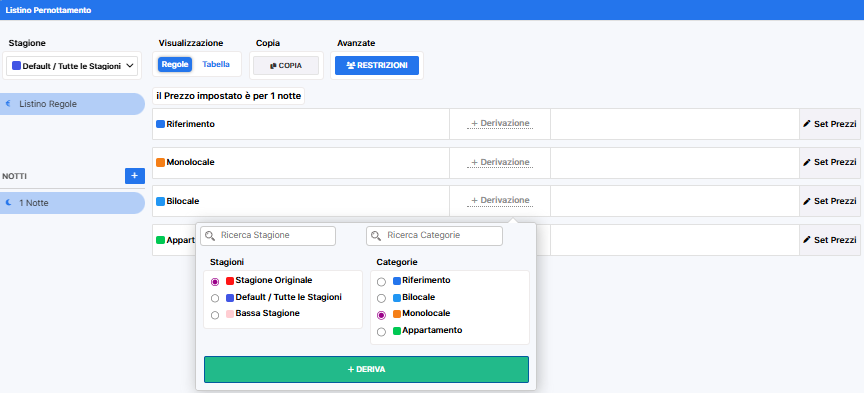 Listino Pernottamento
Stagione
Visualizzazione
Copia
Avanzate
Default / Tutte le Stagioni
Regole
Tabella
COPIA
RESTRIZIONI
Listino Regole
il Prezzo impostato è per 1 notte
Riferimento
+ Derivazione
Set Prezzi
Monolocale
+ Derivazione
Set Prezzi
NOTTI
+
1 Notte
Bilocale
+ Derivazione
Set Prezzi
Appart
Set Prezzi
Ricerca Stagione
Ricerca Categorie
Stagioni
Categorie
Stagione Originale
Riferimento
Default / Tutte le Stagioni
Bilocale
Bassa Stagione
Monolocale
Appartamento
+ DERIVA